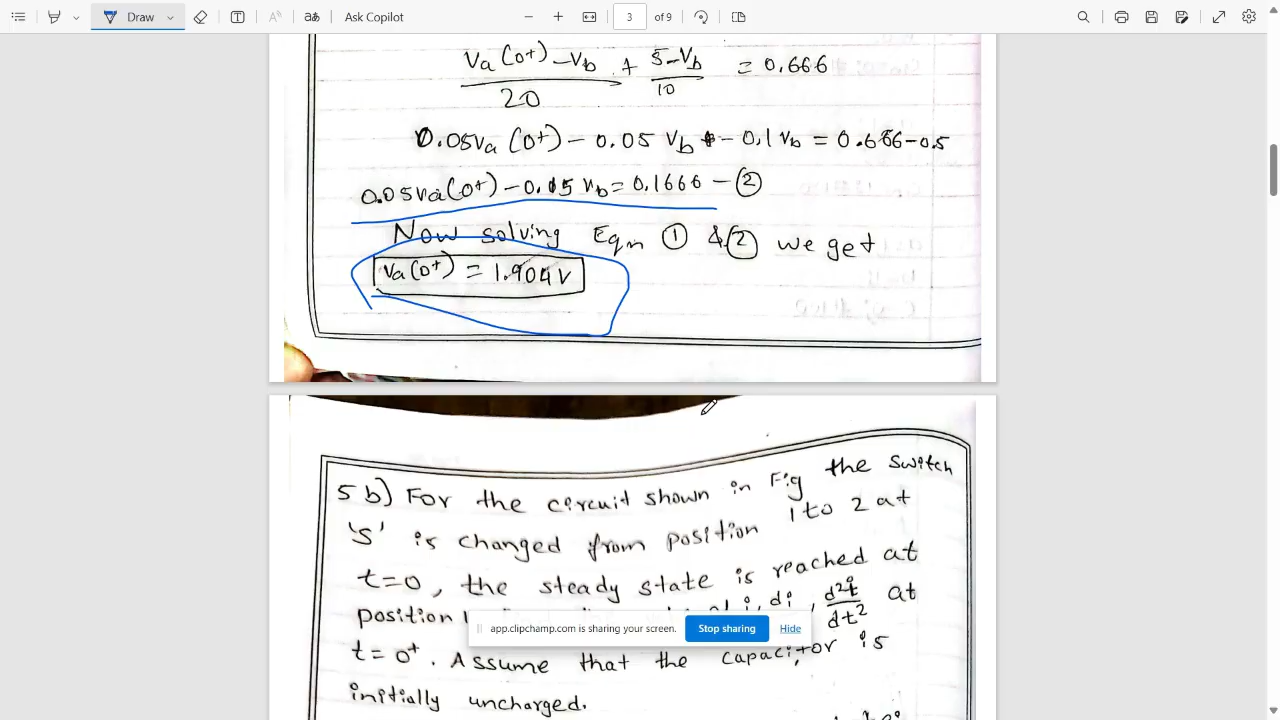 Draw
Ask Copilot
3 of 9
Va(0+) - Vb / 20 + 5 - Vb / 10 = 0.666
0.05Va(0+) - 0.05 Vb - 0.1 Vb = 0.666 - 0.5
0.05Va(0+) - 0.15 Vb = 0.1666 - ②
Now solving Eqn ① & ② we get
Va(0+) = 1.904V
5 b) For the circuit shown in Fig the switch
'S' is changed from position 1 to 2 at
t=0, the steady state is reached at
position 1 i, di, d²i/dt² at
app.clipchamp.com is sharing your screen. Stop sharing Hide
t=0+. Assume that the capacitor is
initially uncharged.